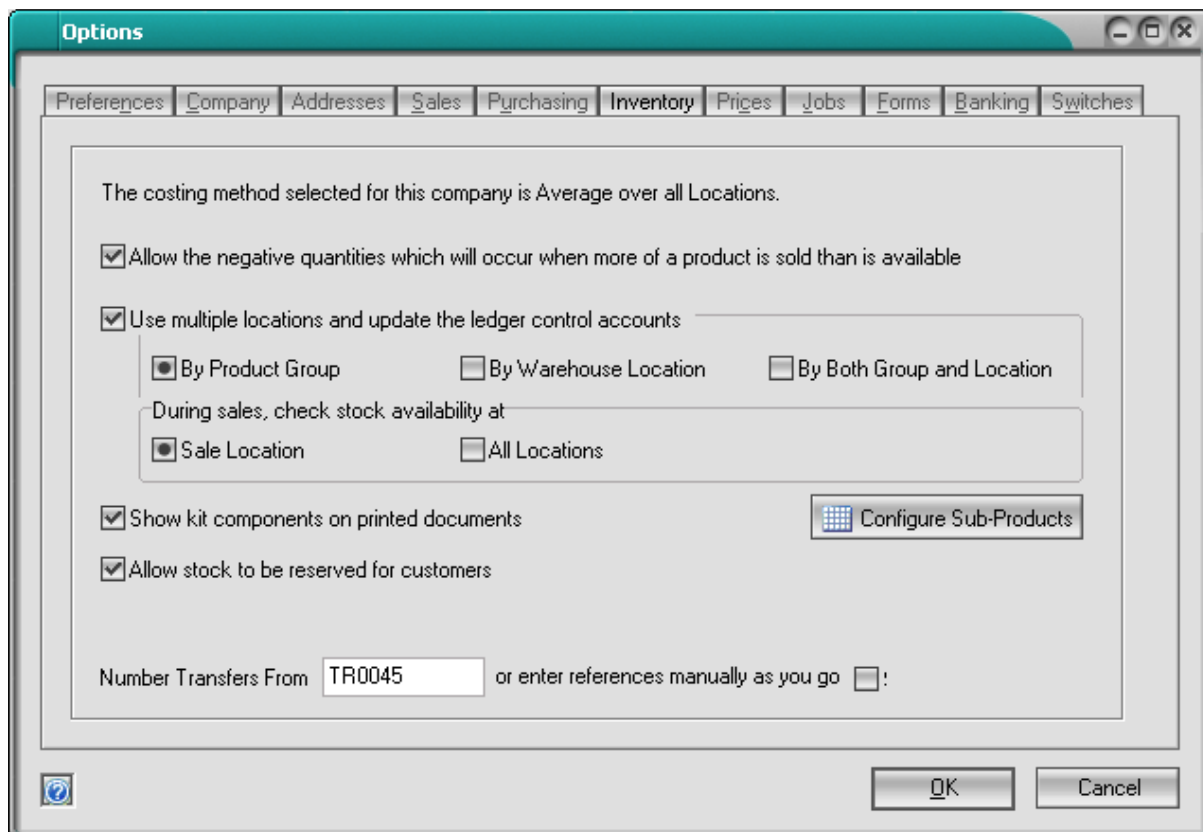 Options
Preferences Company Addresses Sales Purchasing Inventory Prices Jobs Forms Banking Switches
The costing method selected for this company is Average over all Locations.
Allow the negative quantities which will occur when more of a product is sold than is available
Use multiple locations and update the ledger control accounts
By Product Group By Warehouse Location By Both Group and Location
During sales, check stock availability at
Sale Location All Locations
Show kit components on printed documents
Configure Sub-Products
Allow stock to be reserved for customers
Number Transfers From TR0045 or enter references manually as you go
OK Cancel